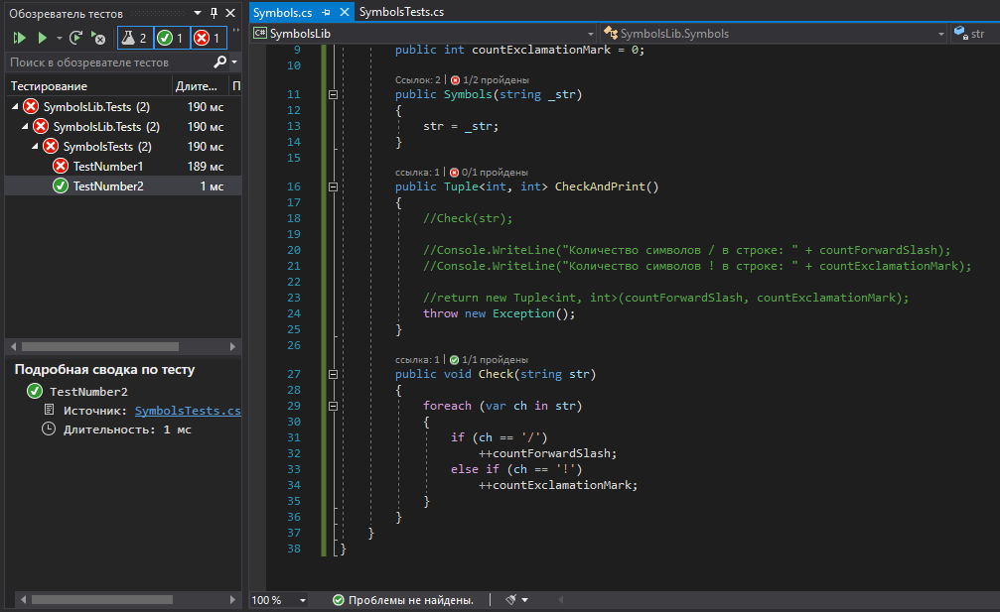 Обозреватель тестов
2 1 1
Поиск в обозревателе тестов
Тестирование Длите... П
SymbolsLib.Tests (2) 190 мс
SymbolsLib.Tests (2) 190 мс
SymbolsTests (2) 190 мс
TestNumber1 189 мс
TestNumber2 1 мс
Подробная сводка по тесту
TestNumber2
Источник: SymbolsTests.cs
Длительность: 1 мс
Symbols.cs SymbolsTests.cs
C# SymbolsLib SymbolsLib.Symbols str
9 public int countExclamationMark = 0;
10
Ссылок: 2 | 1/2 пройдены
11 public Symbols(string _str)
12 {
13 str = _str;
14 }
15
ссылка: 1 | 0/1 пройдены
16 public Tuple<int, int> CheckAndPrint()
17 {
18 //Check(str);
19
20 //Console.WriteLine("Количество символов / в строке: " + countForwardSlash);
21 //Console.WriteLine("Количество символов ! в строке: " + countExclamationMark);
22
23 //return new Tuple<int, int>(countForwardSlash, countExclamationMark);
24 throw new Exception();
25 }
26
ссылка: 1 | 1/1 пройдены
27 public void Check(string str)
28 {
29 foreach (var ch in str)
30 {
31 if (ch == '/')
32 ++countForwardSlash;
33 else if (ch == '!')
34 ++countExclamationMark;
35 }
36 }
37 }
38 }
100 % Проблемы не найдены.